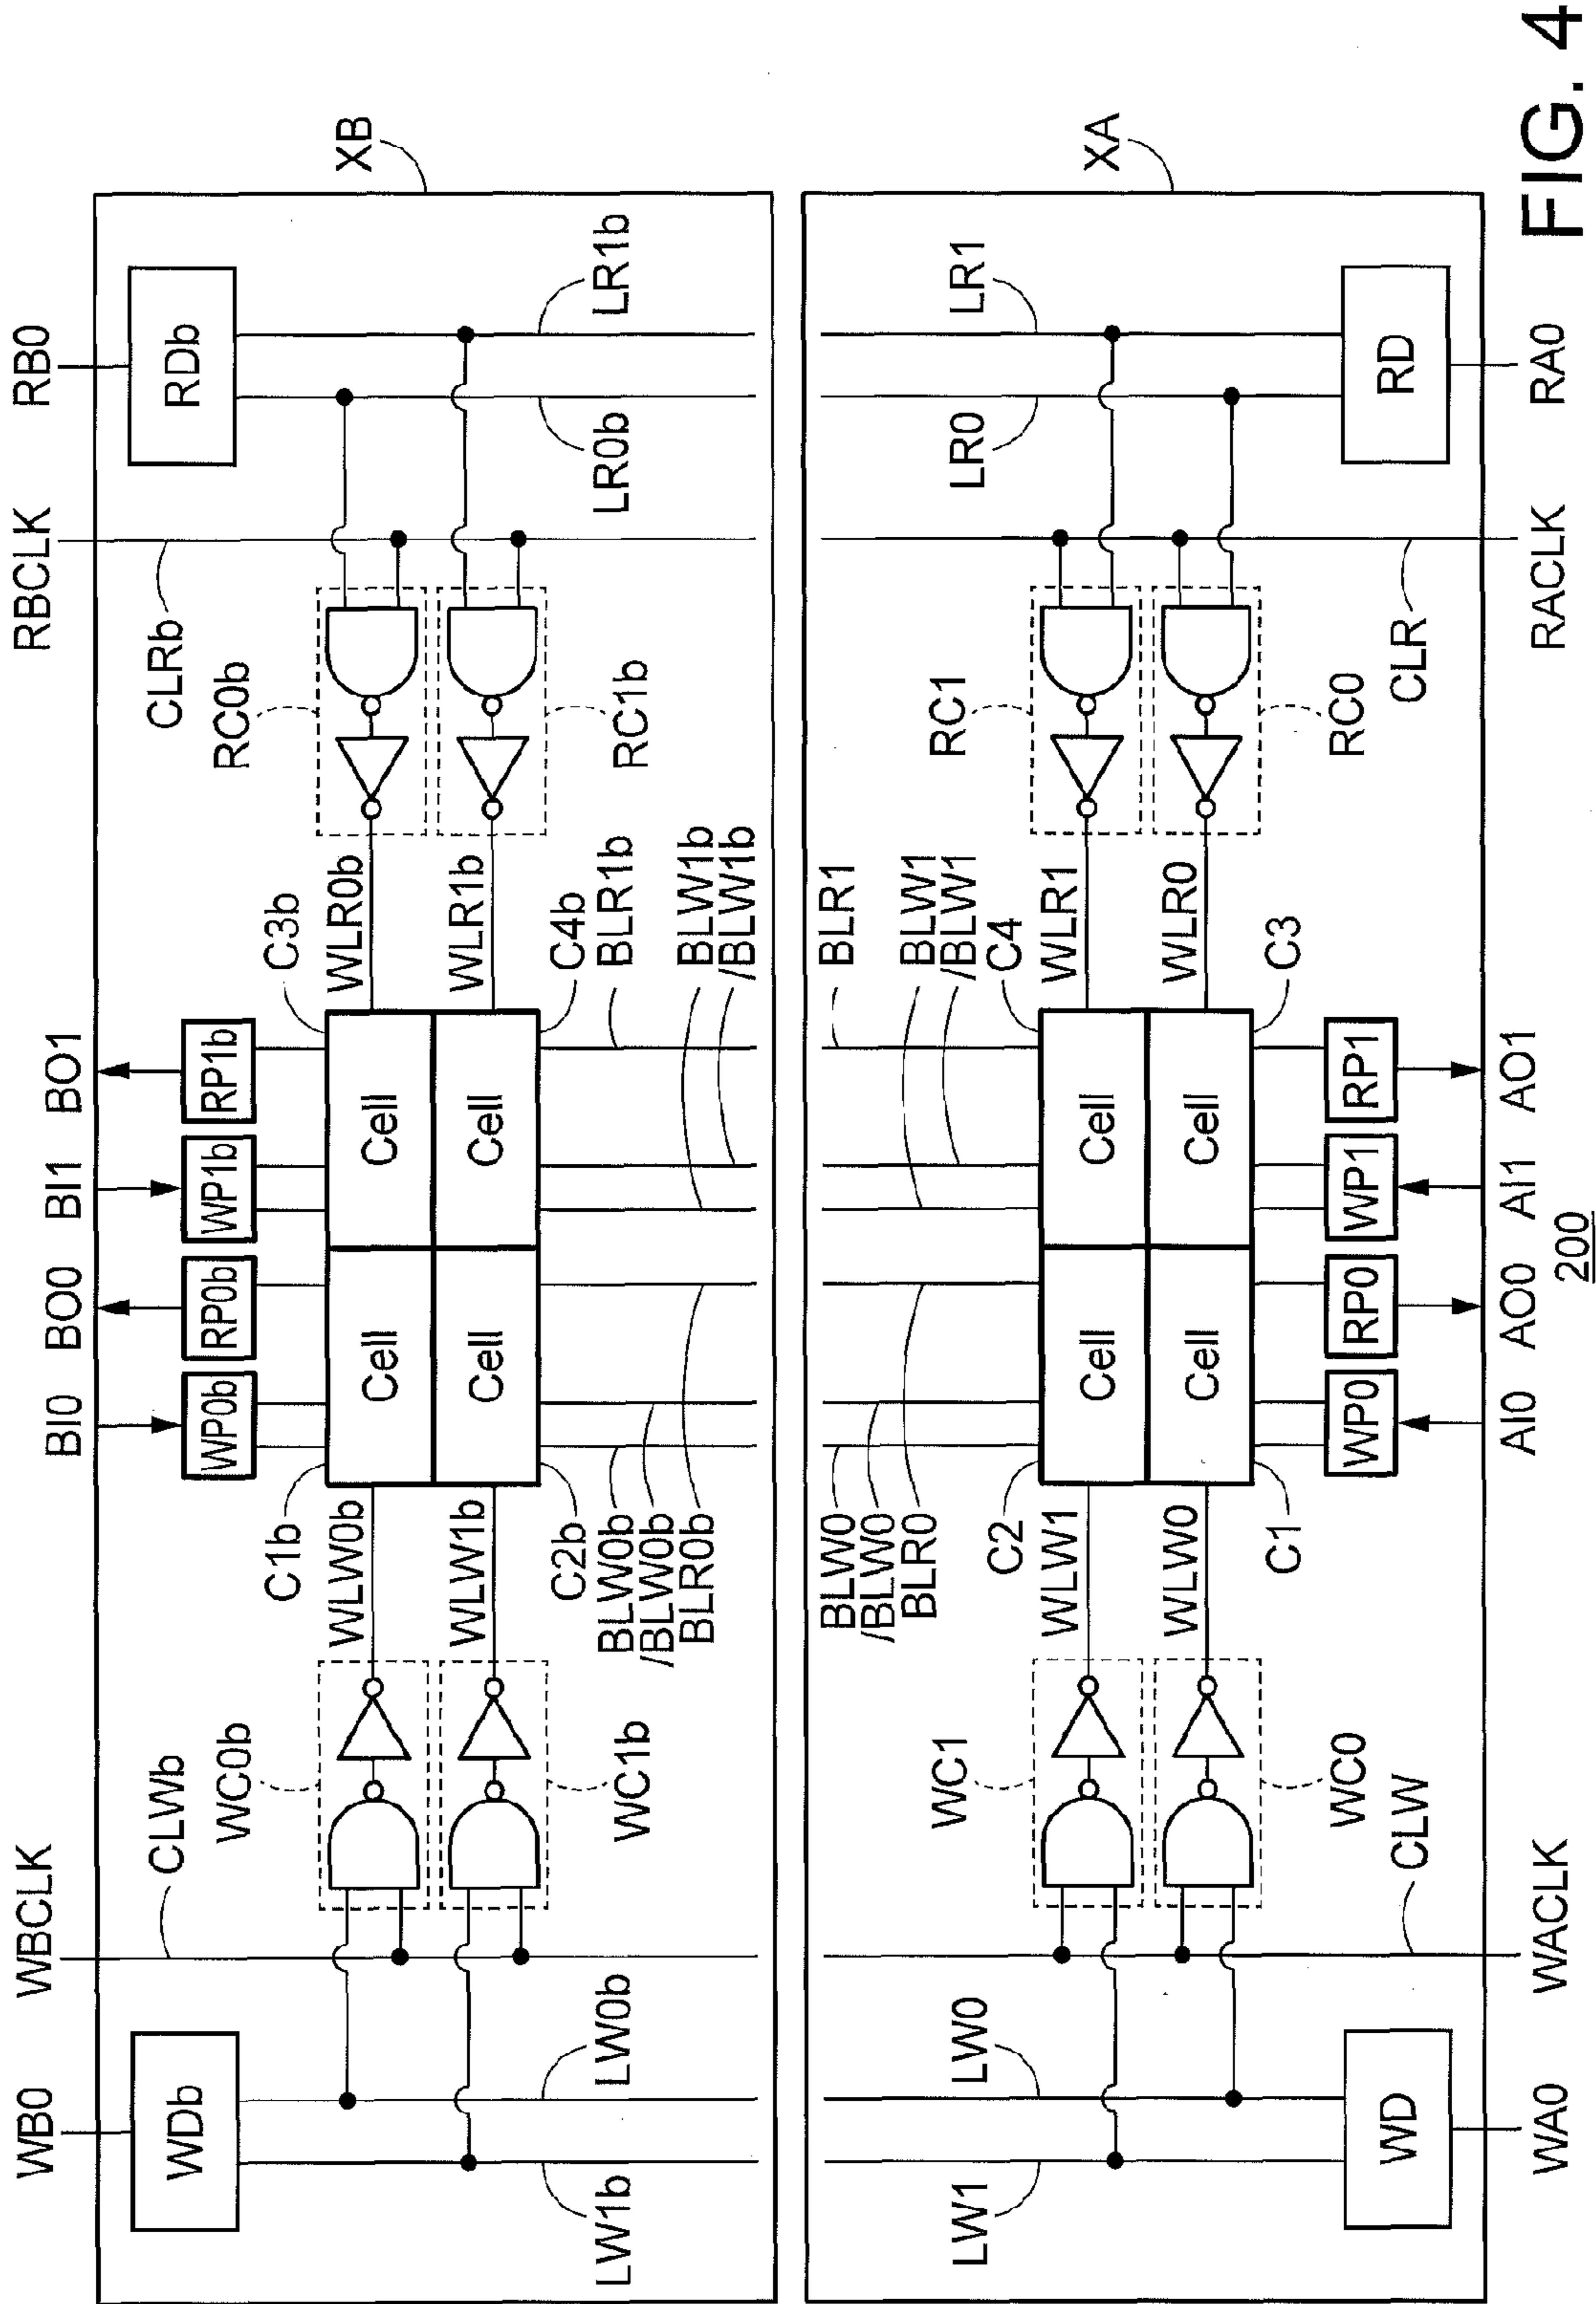 WB0
WBCLK
BI0
BO0
BI1
BO1
RBCLK
RB0
XB
WDb
CLWb
WC0b
WP0b
RP0b
WP1b
RP1b
CLRb
RC0b
RDb
C1b
C3b
WLW0b
Cell
Cell
WLR0b
WLW1b
Cell
Cell
WLR1b
WC1b
C2b
C4b
RC1b
LW1b
LW0b
BLW0b
/BLW0b
BLR0b
BLR1b
BLW1b
/BLW1b
LR0b
LR1b
XA
LW1
LW0
BLW0
/BLW0
BLR0
BLR1
BLW1
/BLW1
LR0
LR1
WC1
C2
C4
RC1
WLW1
Cell
Cell
WLR1
WLW0
Cell
Cell
WLR0
WC0
C1
C3
RC0
WD
CLW
WP0
RP0
WP1
RP1
CLR
RD
WA0
WACLK
AI0
AO0
AI1
AO1
RACLK
RA0
200
FIG. 4